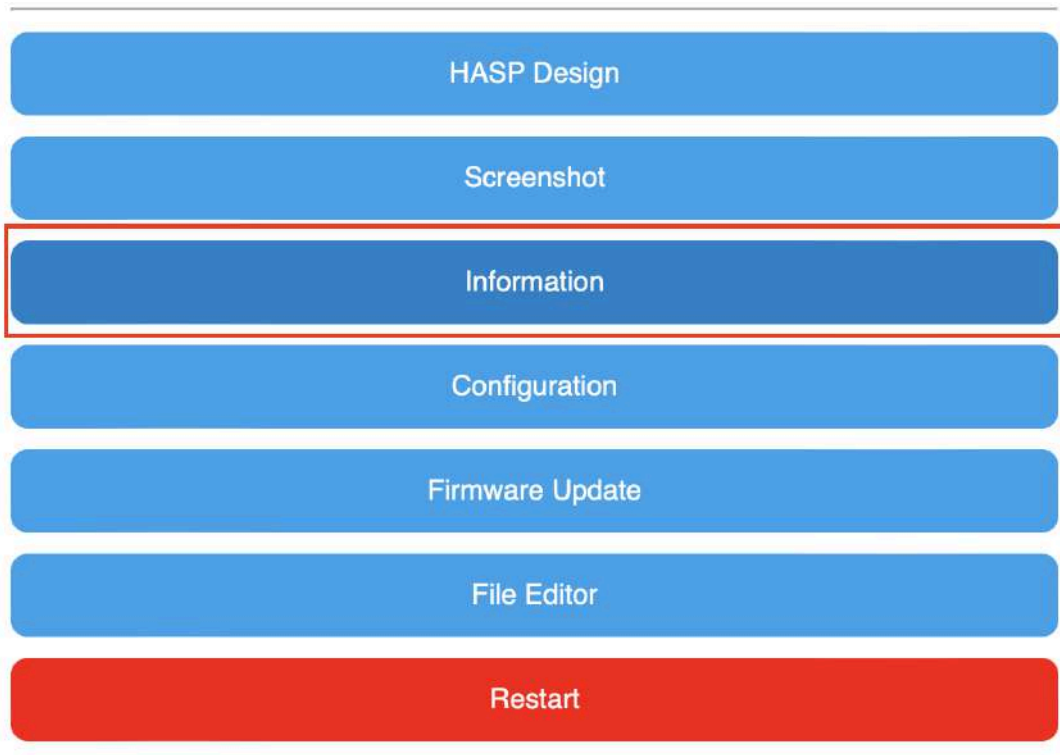 HASP Design
Screenshot
Information
Configuration
Firmware Update
File Editor
Restart